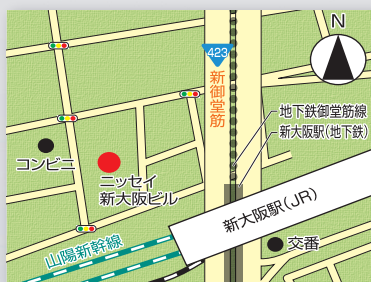 N
423
新御堂筋
地下鉄御堂筋線
新大阪駅(地下鉄)
コンビニ
ニッセイ
新大阪ビル
新大阪駅(JR)
山陽新幹線
交番